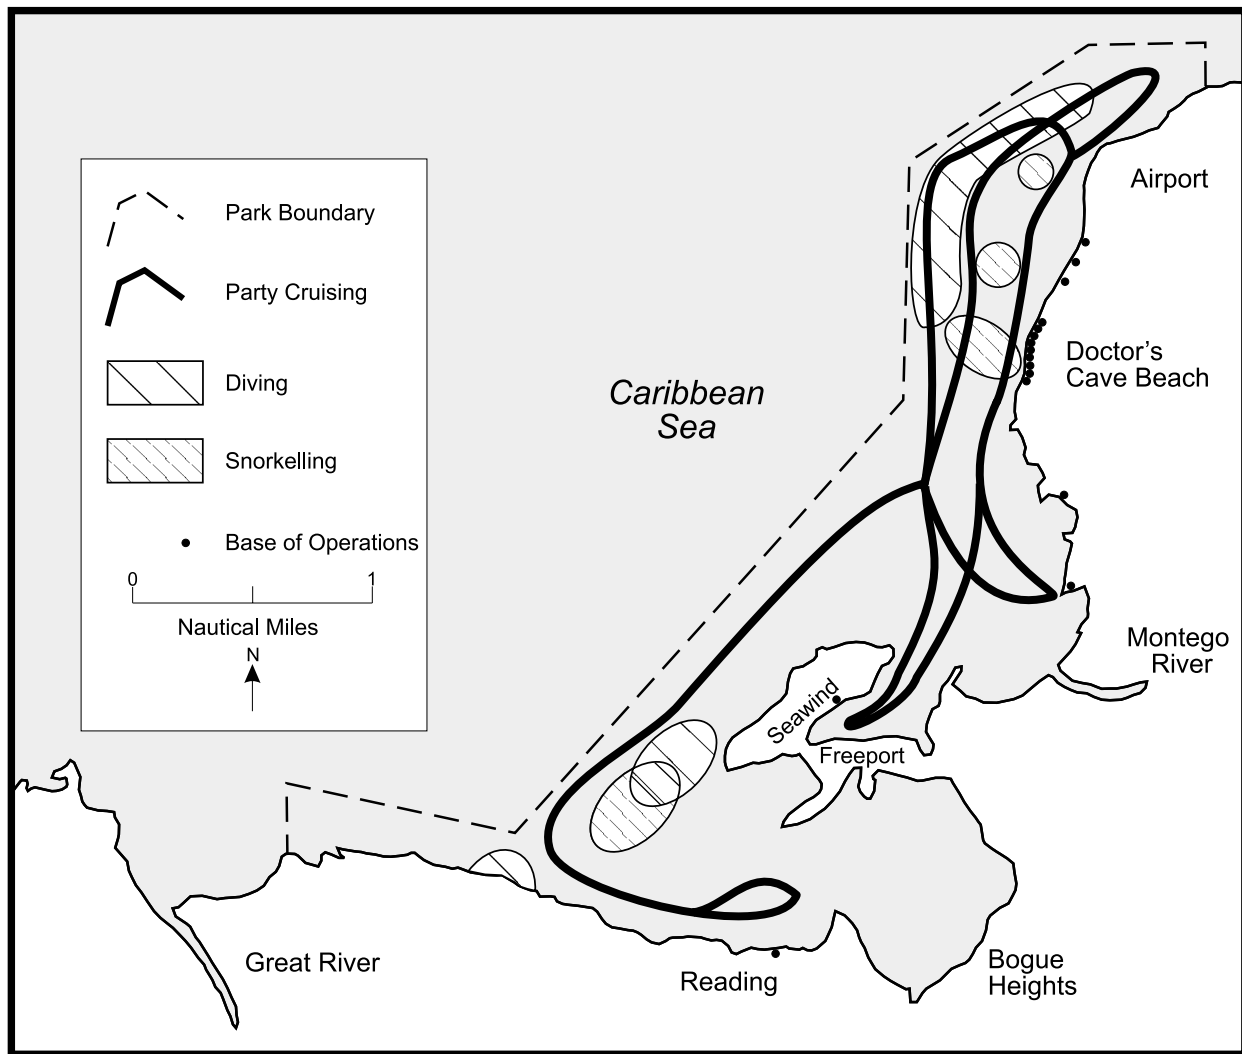 Park Boundary
Party Cruising
Diving
Snorkelling
Base of Operations
0 1
Nautical Miles
N
Caribbean
Sea
Airport
Doctor's
Cave Beach
Montego
River
Seawind
Freeport
Great River
Reading
Bogue
Heights